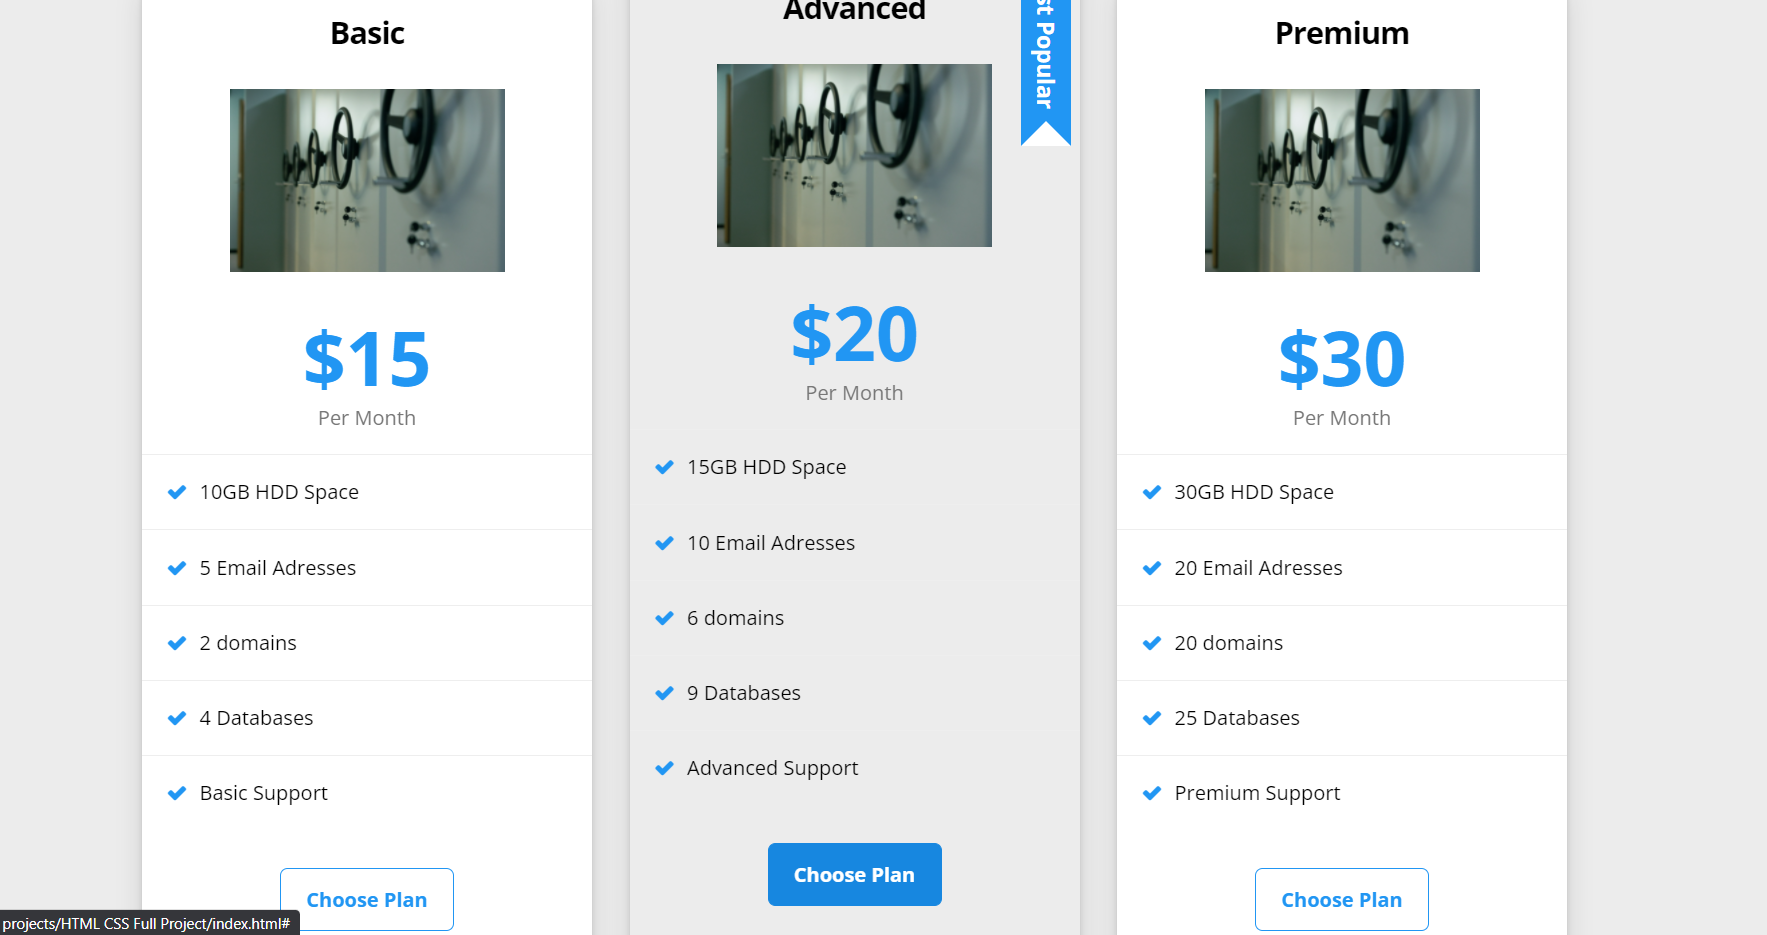 Basic
$15
Per Month
10GB HDD Space
5 Email Adresses
2 domains
4 Databases
Basic Support
Choose Plan
Advanced
Popular
$20
Per Month
15GB HDD Space
10 Email Adresses
6 domains
9 Databases
Advanced Support
Choose Plan
Premium
$30
Per Month
30GB HDD Space
20 Email Adresses
20 domains
25 Databases
Premium Support
Choose Plan
projects/HTML CSS Full Project/index.html#